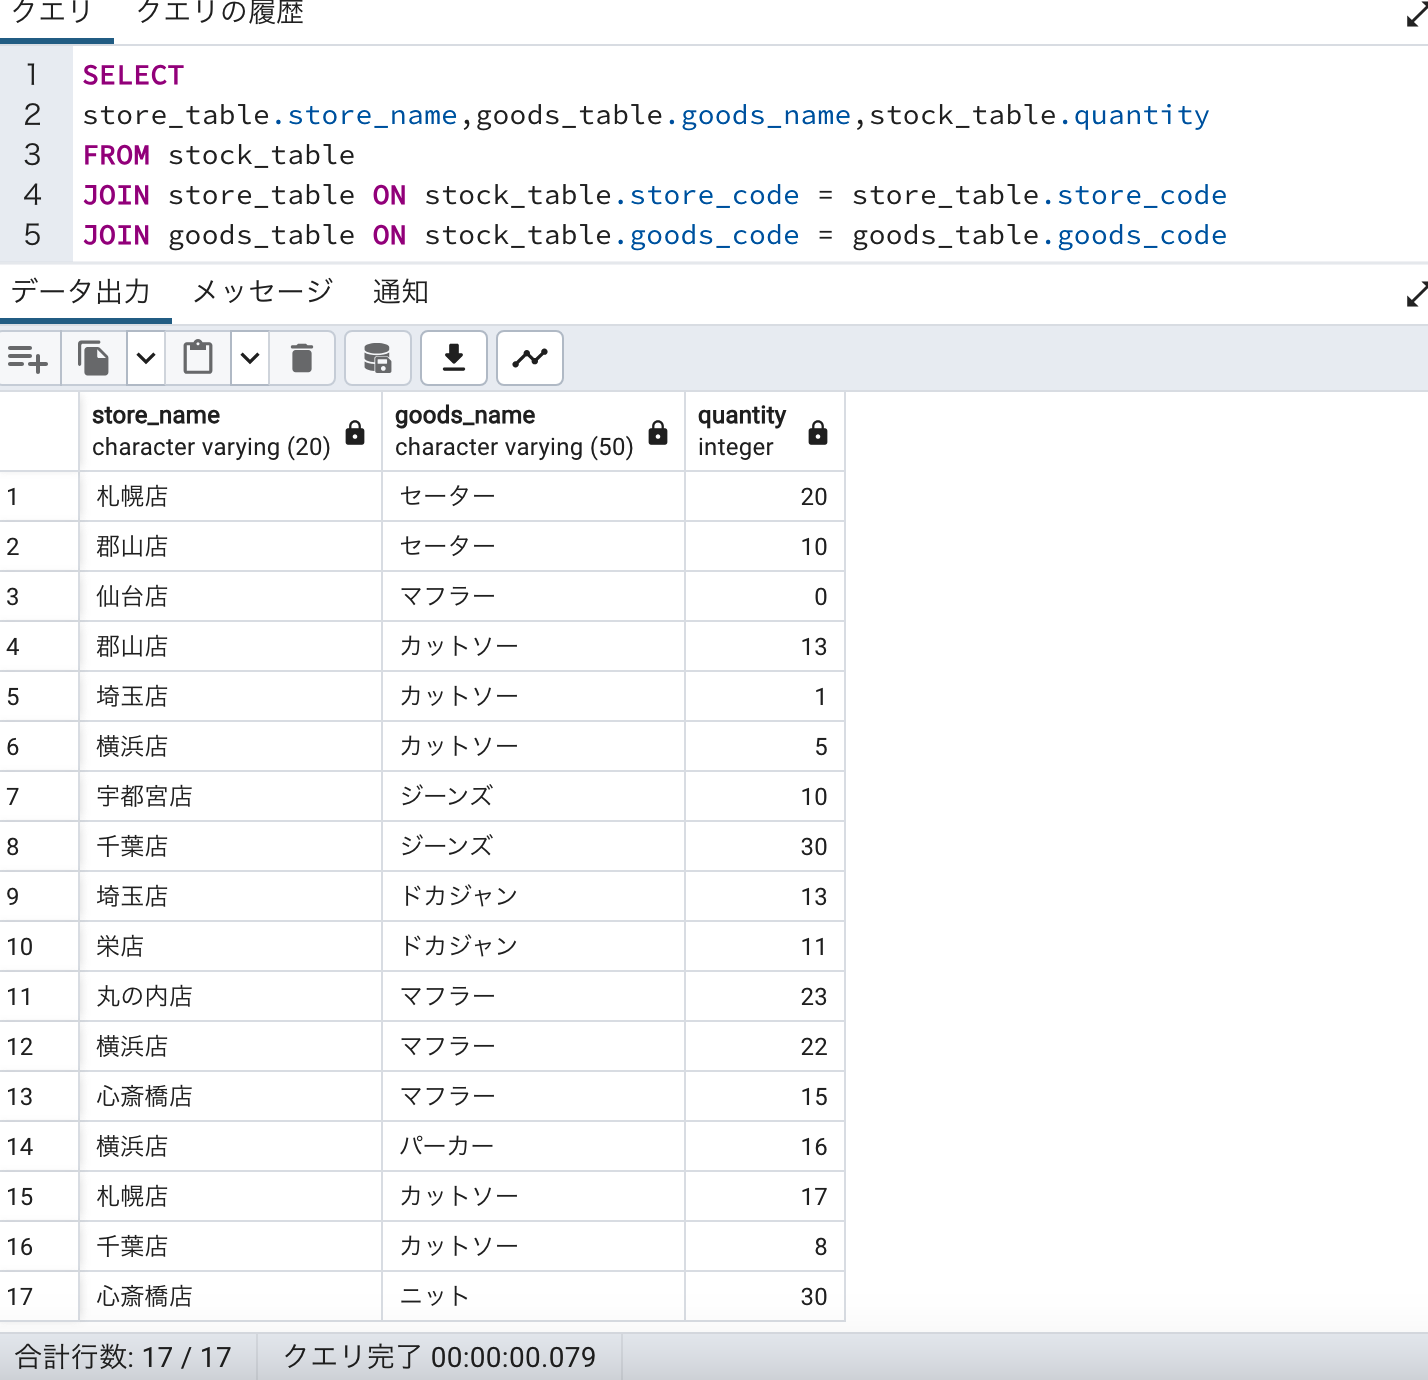 クエリ クエリの履歴
1 SELECT
2 store_table.store_name,goods_table.goods_name,stock_table.quantity
3 FROM stock_table
4 JOIN store_table ON stock_table.store_code = store_table.store_code
5 JOIN goods_table ON stock_table.goods_code = goods_table.goods_code
データ出力 メッセージ 通知
store_name goods_name quantity
character varying (20) character varying (50) integer
1 札幌店 セーター 20
2 郡山店 セーター 10
3 仙台店 マフラー 0
4 郡山店 カットソー 13
5 埼玉店 カットソー 1
6 横浜店 カットソー 5
7 宇都宮店 ジーンズ 10
8 千葉店 ジーンズ 30
9 埼玉店 ドカジャン 13
10 栄店 ドカジャン 11
11 丸の内店 マフラー 23
12 横浜店 マフラー 22
13 心斎橋店 マフラー 15
14 横浜店 パーカー 16
15 札幌店 カットソー 17
16 千葉店 カットソー 8
17 心斎橋店 ニット 30
合計行数: 17 / 17 クエリ完了 00:00:00.079